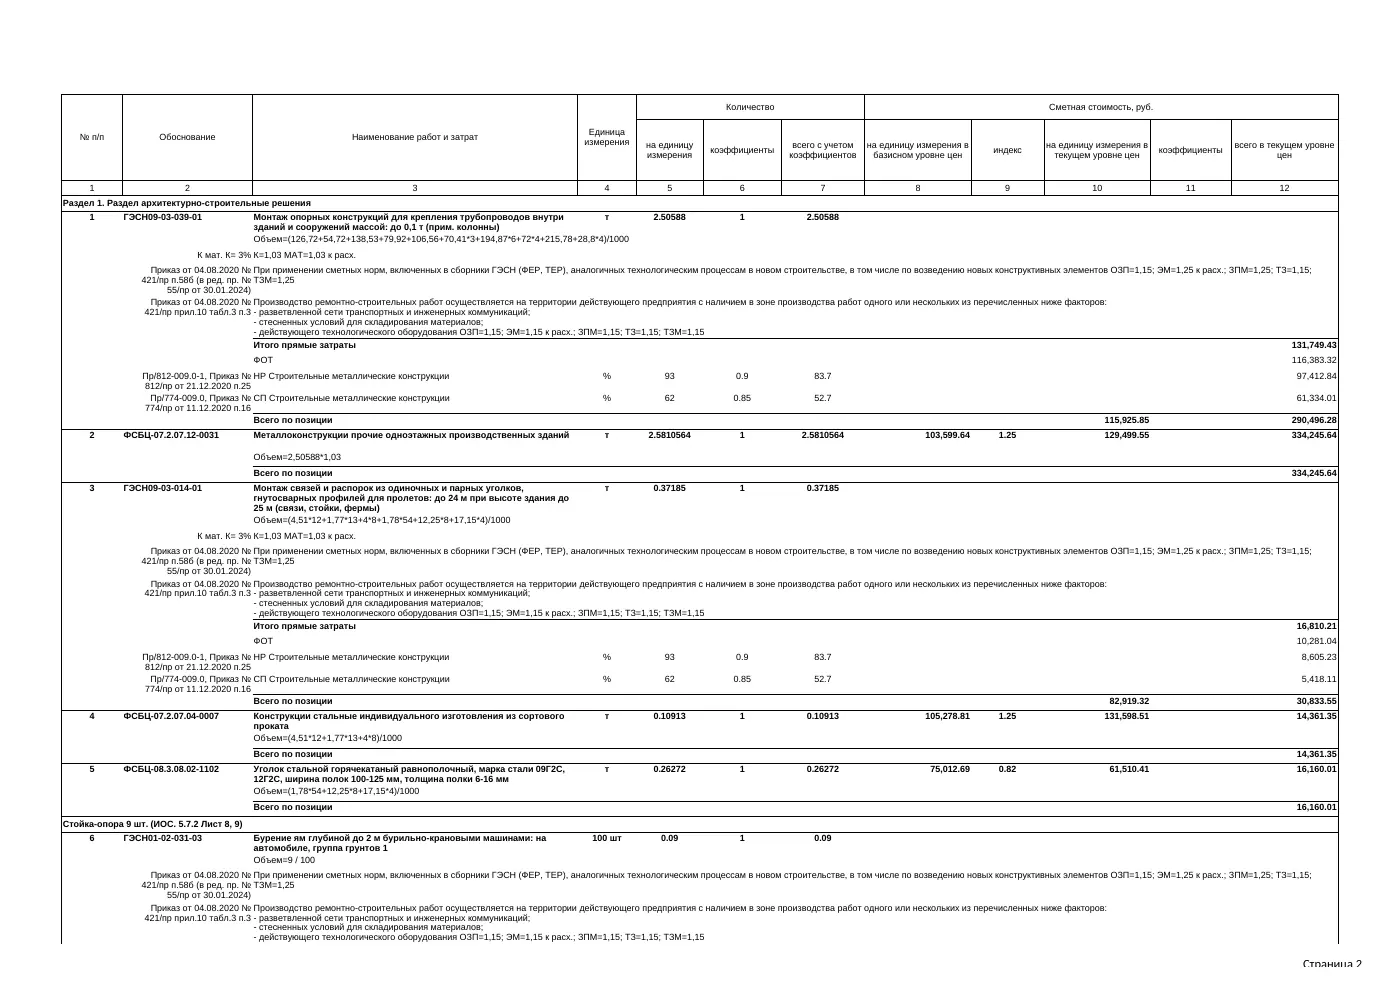 № п/п Обоснование Наименование работ и затрат Единица измерения Количество Сметная стоимость, руб.
на единицу измерения коэффициенты всего с учетом коэффициентов на единицу измерения в базисном уровне цен индекс на единицу измерения в текущем уровне цен коэффициенты всего в текущем уровне цен
1 2 3 4 5 6 7 8 9 10 11 12
Раздел 1. Раздел архитектурно-строительные решения
1 ГЭСН09-03-039-01 Монтаж опорных конструкций для крепления трубопроводов внутри т 2.50588 1 2.50588
зданий и сооружений массой: до 0,1 т (прим. колонны)
Объем=(126,72+54,72+138,53+79,92+106,56+70,41*3+194,87*6+72*4+215,78+28,8*4)/1000
К мат. К= 3% К=1,03 МАТ=1,03 к расх.
Приказ от 04.08.2020 № При применении сметных норм, включенных в сборники ГЭСН (ФЕР, ТЕР), аналогичных технологическим процессам в новом строительстве, в том числе по возведению новых конструктивных элементов ОЗП=1,15; ЭМ=1,25 к расх.; ЗПМ=1,25; ТЗ=1,15;
421/пр п.58б (в ред. пр. № ТЗМ=1,25
55/пр от 30.01.2024)
Приказ от 04.08.2020 № Производство ремонтно-строительных работ осуществляется на территории действующего предприятия с наличием в зоне производства работ одного или нескольких из перечисленных ниже факторов:
421/пр прил.10 табл.3 п.3 - разветвленной сети транспортных и инженерных коммуникаций;
- стесненных условий для складирования материалов;
- действующего технологического оборудования ОЗП=1,15; ЭМ=1,15 к расх.; ЗПМ=1,15; ТЗ=1,15; ТЗМ=1,15
Итого прямые затраты 131,749.43
ФОТ 116,383.32
Пр/812-009.0-1, Приказ № НР Строительные металлические конструкции % 93 0.9 83.7 97,412.84
812/пр от 21.12.2020 п.25
Пр/774-009.0, Приказ № СП Строительные металлические конструкции % 62 0.85 52.7 61,334.01
774/пр от 11.12.2020 п.16
Всего по позиции 115,925.85 290,496.28
2 ФСБЦ-07.2.07.12-0031 Металлоконструкции прочие одноэтажных производственных зданий т 2.5810564 1 2.5810564 103,599.64 1.25 129,499.55 334,245.64
Объем=2,50588*1,03
Всего по позиции 334,245.64
3 ГЭСН09-03-014-01 Монтаж связей и распорок из одиночных и парных уголков, т 0.37185 1 0.37185
гнутосварных профилей для пролетов: до 24 м при высоте здания до
25 м (связи, стойки, фермы)
Объем=(4,51*12+1,77*13+4*8+1,78*54+12,25*8+17,15*4)/1000
К мат. К= 3% К=1,03 МАТ=1,03 к расх.
Приказ от 04.08.2020 № При применении сметных норм, включенных в сборники ГЭСН (ФЕР, ТЕР), аналогичных технологическим процессам в новом строительстве, в том числе по возведению новых конструктивных элементов ОЗП=1,15; ЭМ=1,25 к расх.; ЗПМ=1,25; ТЗ=1,15;
421/пр п.58б (в ред. пр. № ТЗМ=1,25
55/пр от 30.01.2024)
Приказ от 04.08.2020 № Производство ремонтно-строительных работ осуществляется на территории действующего предприятия с наличием в зоне производства работ одного или нескольких из перечисленных ниже факторов:
421/пр прил.10 табл.3 п.3 - разветвленной сети транспортных и инженерных коммуникаций;
- стесненных условий для складирования материалов;
- действующего технологического оборудования ОЗП=1,15; ЭМ=1,15 к расх.; ЗПМ=1,15; ТЗ=1,15; ТЗМ=1,15
Итого прямые затраты 16,810.21
ФОТ 10,281.04
Пр/812-009.0-1, Приказ № НР Строительные металлические конструкции % 93 0.9 83.7 8,605.23
812/пр от 21.12.2020 п.25
Пр/774-009.0, Приказ № СП Строительные металлические конструкции % 62 0.85 52.7 5,418.11
774/пр от 11.12.2020 п.16
Всего по позиции 82,919.32 30,833.55
4 ФСБЦ-07.2.07.04-0007 Конструкции стальные индивидуального изготовления из сортового т 0.10913 1 0.10913 105,278.81 1.25 131,598.51 14,361.35
проката
Объем=(4,51*12+1,77*13+4*8)/1000
Всего по позиции 14,361.35
5 ФСБЦ-08.3.08.02-1102 Уголок стальной горячекатаный равнополочный, марка стали 09Г2С, т 0.26272 1 0.26272 75,012.69 0.82 61,510.41 16,160.01
12Г2С, ширина полок 100-125 мм, толщина полки 6-16 мм
Объем=(1,78*54+12,25*8+17,15*4)/1000
Всего по позиции 16,160.01
Стойка-опора 9 шт. (ИОС. 5.7.2 Лист 8, 9)
6 ГЭСН01-02-031-03 Бурение ям глубиной до 2 м бурильно-крановыми машинами: на 100 шт 0.09 1 0.09
автомобиле, группа грунтов 1
Объем=9 / 100
Приказ от 04.08.2020 № При применении сметных норм, включенных в сборники ГЭСН (ФЕР, ТЕР), аналогичных технологическим процессам в новом строительстве, в том числе по возведению новых конструктивных элементов ОЗП=1,15; ЭМ=1,25 к расх.; ЗПМ=1,25; ТЗ=1,15;
421/пр п.58б (в ред. пр. № ТЗМ=1,25
55/пр от 30.01.2024)
Приказ от 04.08.2020 № Производство ремонтно-строительных работ осуществляется на территории действующего предприятия с наличием в зоне производства работ одного или нескольких из перечисленных ниже факторов:
421/пр прил.10 табл.3 п.3 - разветвленной сети транспортных и инженерных коммуникаций;
- стесненных условий для складирования материалов;
- действующего технологического оборудования ОЗП=1,15; ЭМ=1,15 к расх.; ЗПМ=1,15; ТЗ=1,15; ТЗМ=1,15
Страница 2